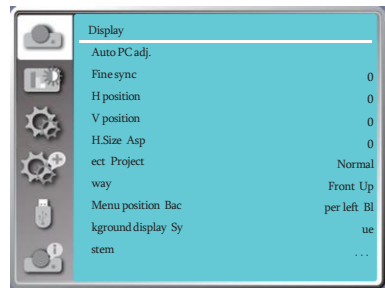 Display
Auto PC adj.
Fine sync 0
H position 0
V position 0
H.Size Asp 0
ect Project Normal
way Front Up
Menu position Bac per left Bl
kground display Sy ue
stem ...